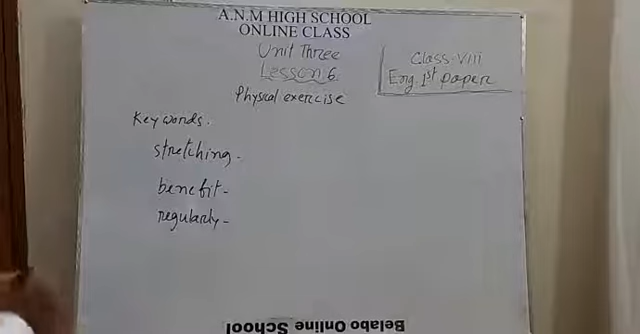 A.N.M HIGH SCHOOL
ONLINE CLASS
Unit Three
Lesson 6
Physical exercise
Class-VIII
Eng. 1st paper
Key words.
stretching-
benefit-
regularly-
Belabo Online School